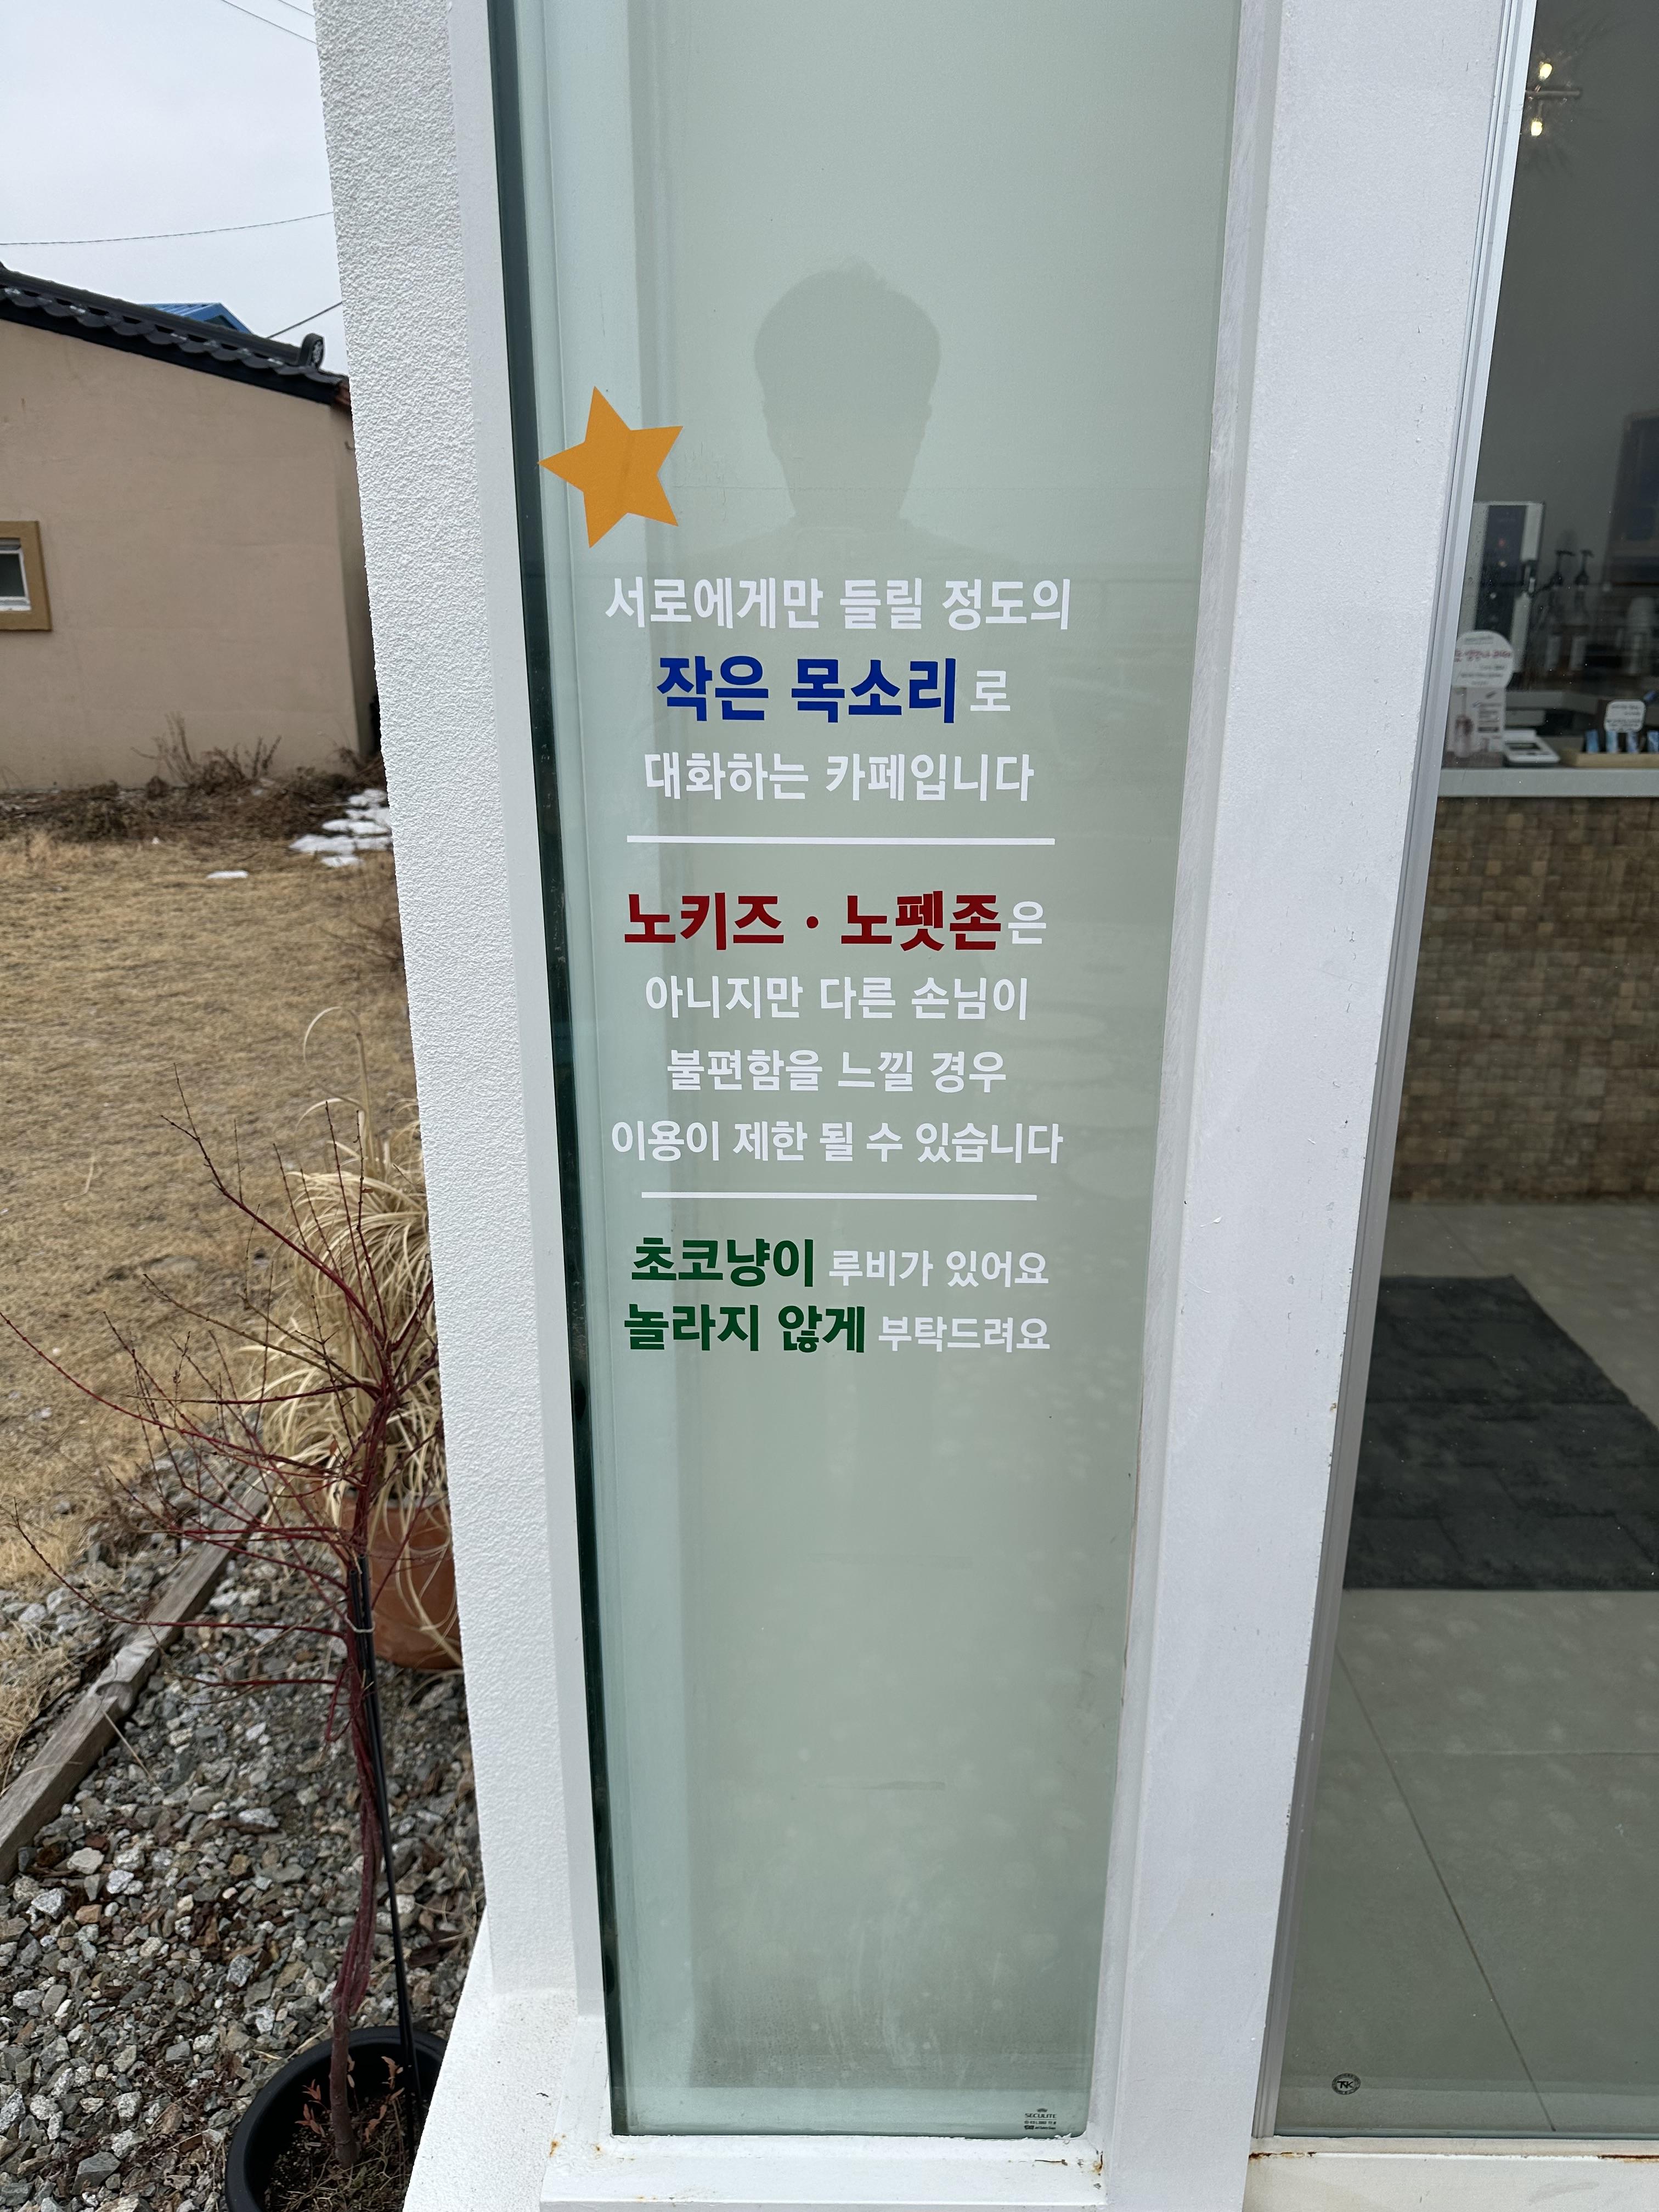 서로에게만 들릴 정도의
작은 목소리로
대화하는 카페입니다
노키즈 · 노펫존은
아니지만 다른 손님이
불편함을 느낄 경우
이용이 제한 될 수 있습니다
초코냥이 루비가 있어요
놀라지 않게 부탁드려요
SECULITE